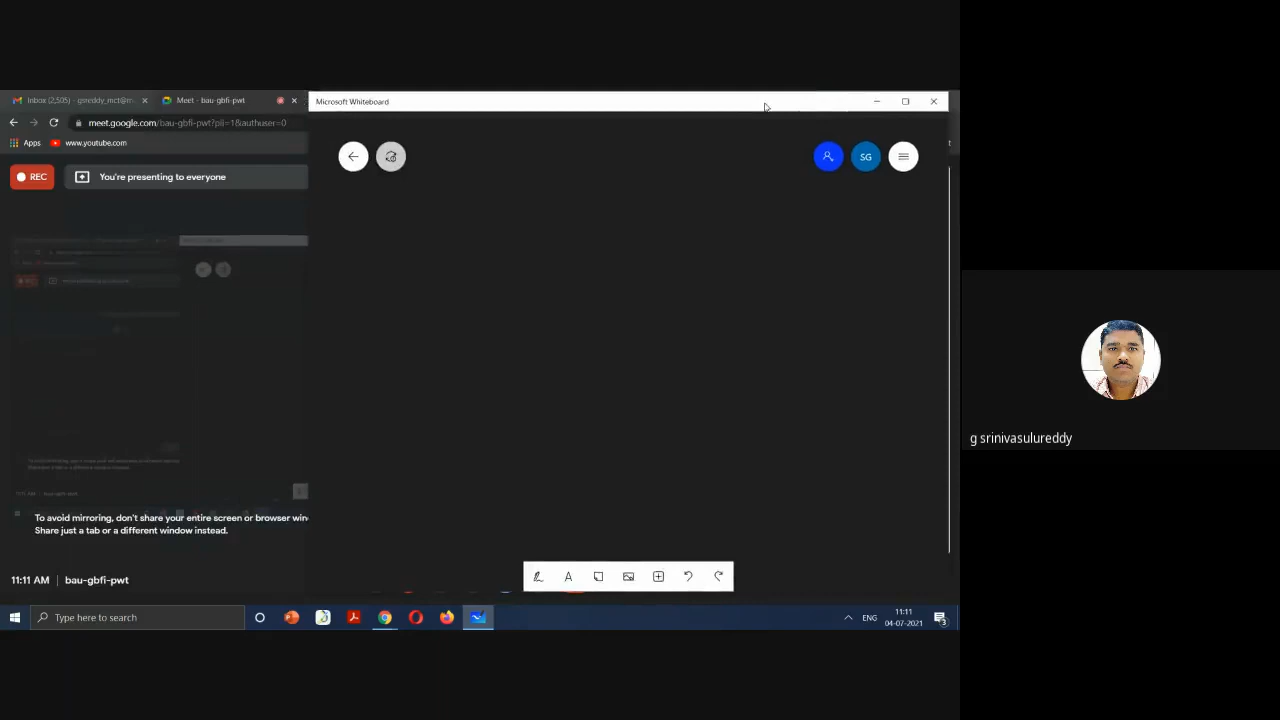 Inbox (2,505) - gsreddy_mct@m
Meet - bau-gbfi-pwt
Microsoft Whiteboard
meet.google.com/bau-gbfi-pwt?pli=1&authuser=0
Apps
www.youtube.com
REC
You're presenting to everyone
SG
g srinivasulureddy
To avoid mirroring, don't share your entire screen or browser win
Share just a tab or a different window instead.
11:11 AM | bau-gbfi-pwt
A
Type here to search
ENG
11:11
04-07-2021
3